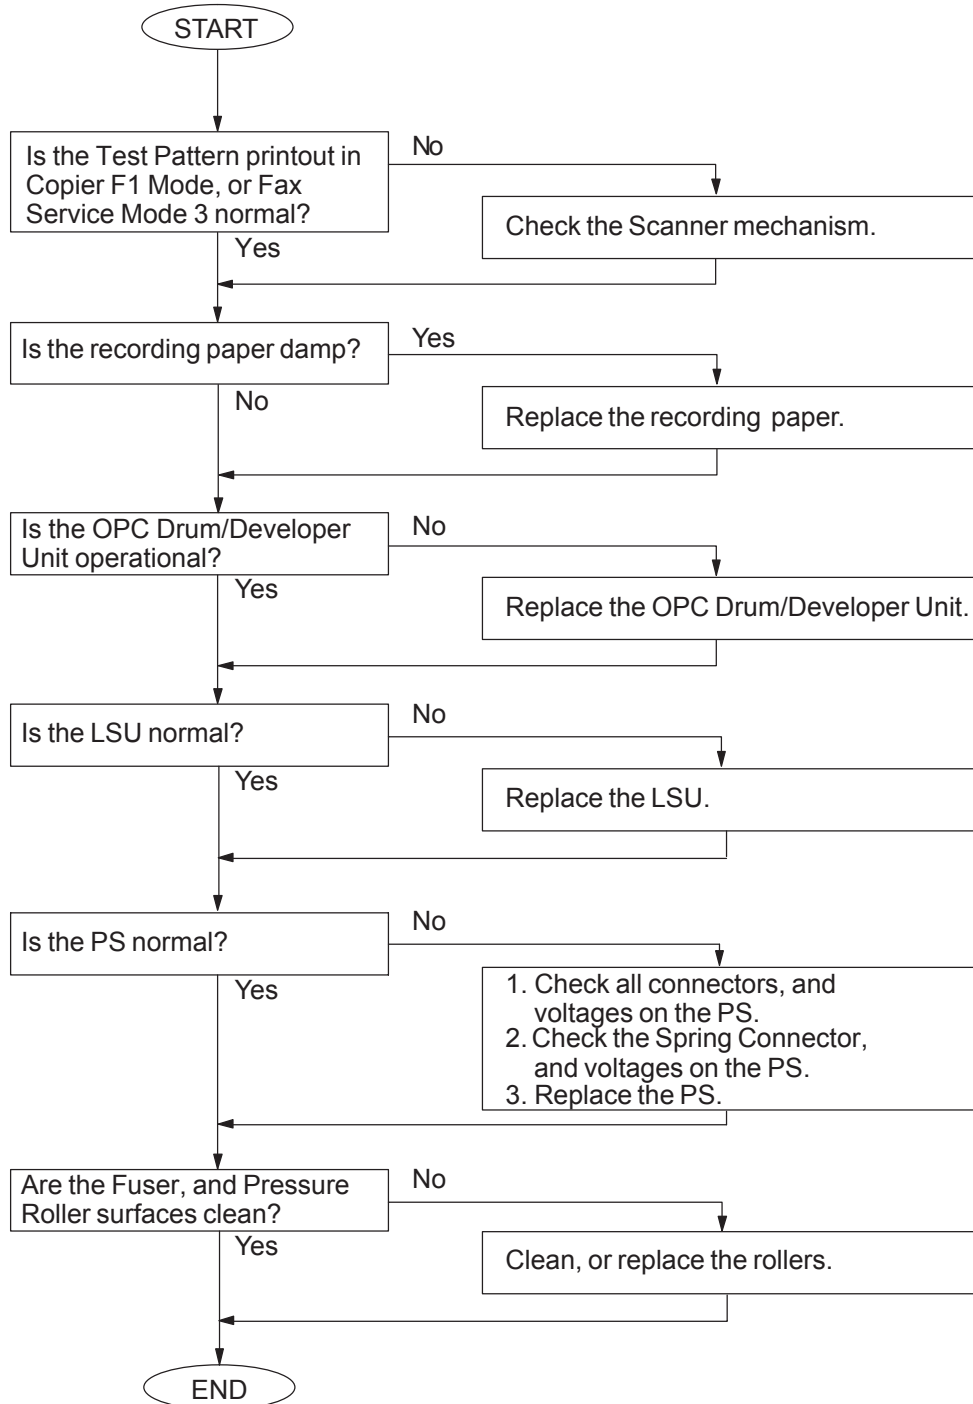 START
Is the Test Pattern printout in
Copier F1 Mode, or Fax
Service Mode 3 normal?
No
Check the Scanner mechanism.
Yes
Is the recording paper damp?
Yes
Replace the recording paper.
No
Is the OPC Drum/Developer
Unit operational?
No
Replace the OPC Drum/Developer Unit.
Yes
Is the LSU normal?
No
Replace the LSU.
Yes
Is the PS normal?
No
1. Check all connectors, and
voltages on the PS.
2. Check the Spring Connector,
and voltages on the PS.
3. Replace the PS.
Yes
Are the Fuser, and Pressure
Roller surfaces clean?
No
Clean, or replace the rollers.
Yes
END